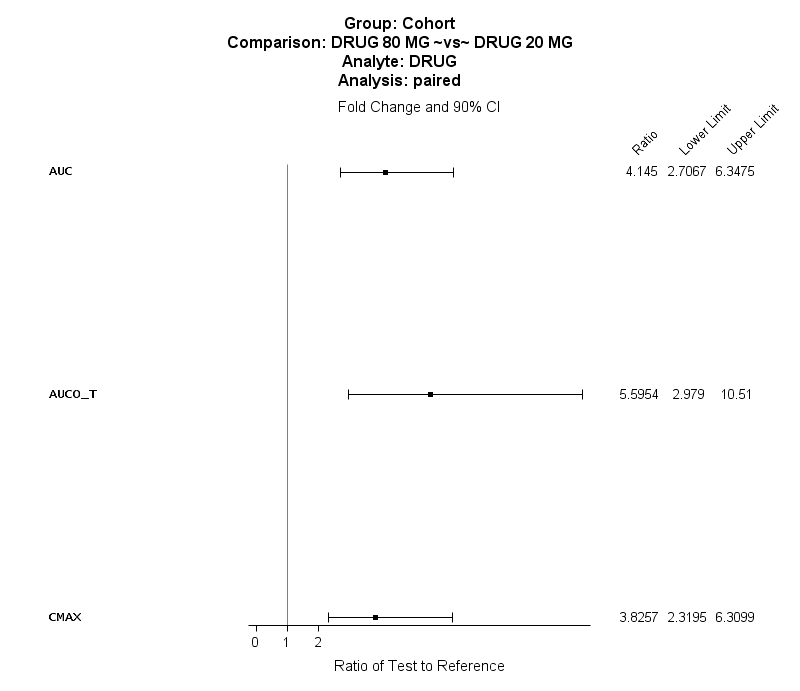 Group: Cohort
Comparison: DRUG 80 MG ~vs~ DRUG 20 MG
Analyte: DRUG
Analysis: paired
Fold Change and 90% CI
Ratio Lower Limit Upper Limit
AUC 4.145 2.7067 6.3475
AUC0_T 5.5954 2.979 10.51
CMAX 3.8257 2.3195 6.3099
0 1 2
Ratio of Test to Reference